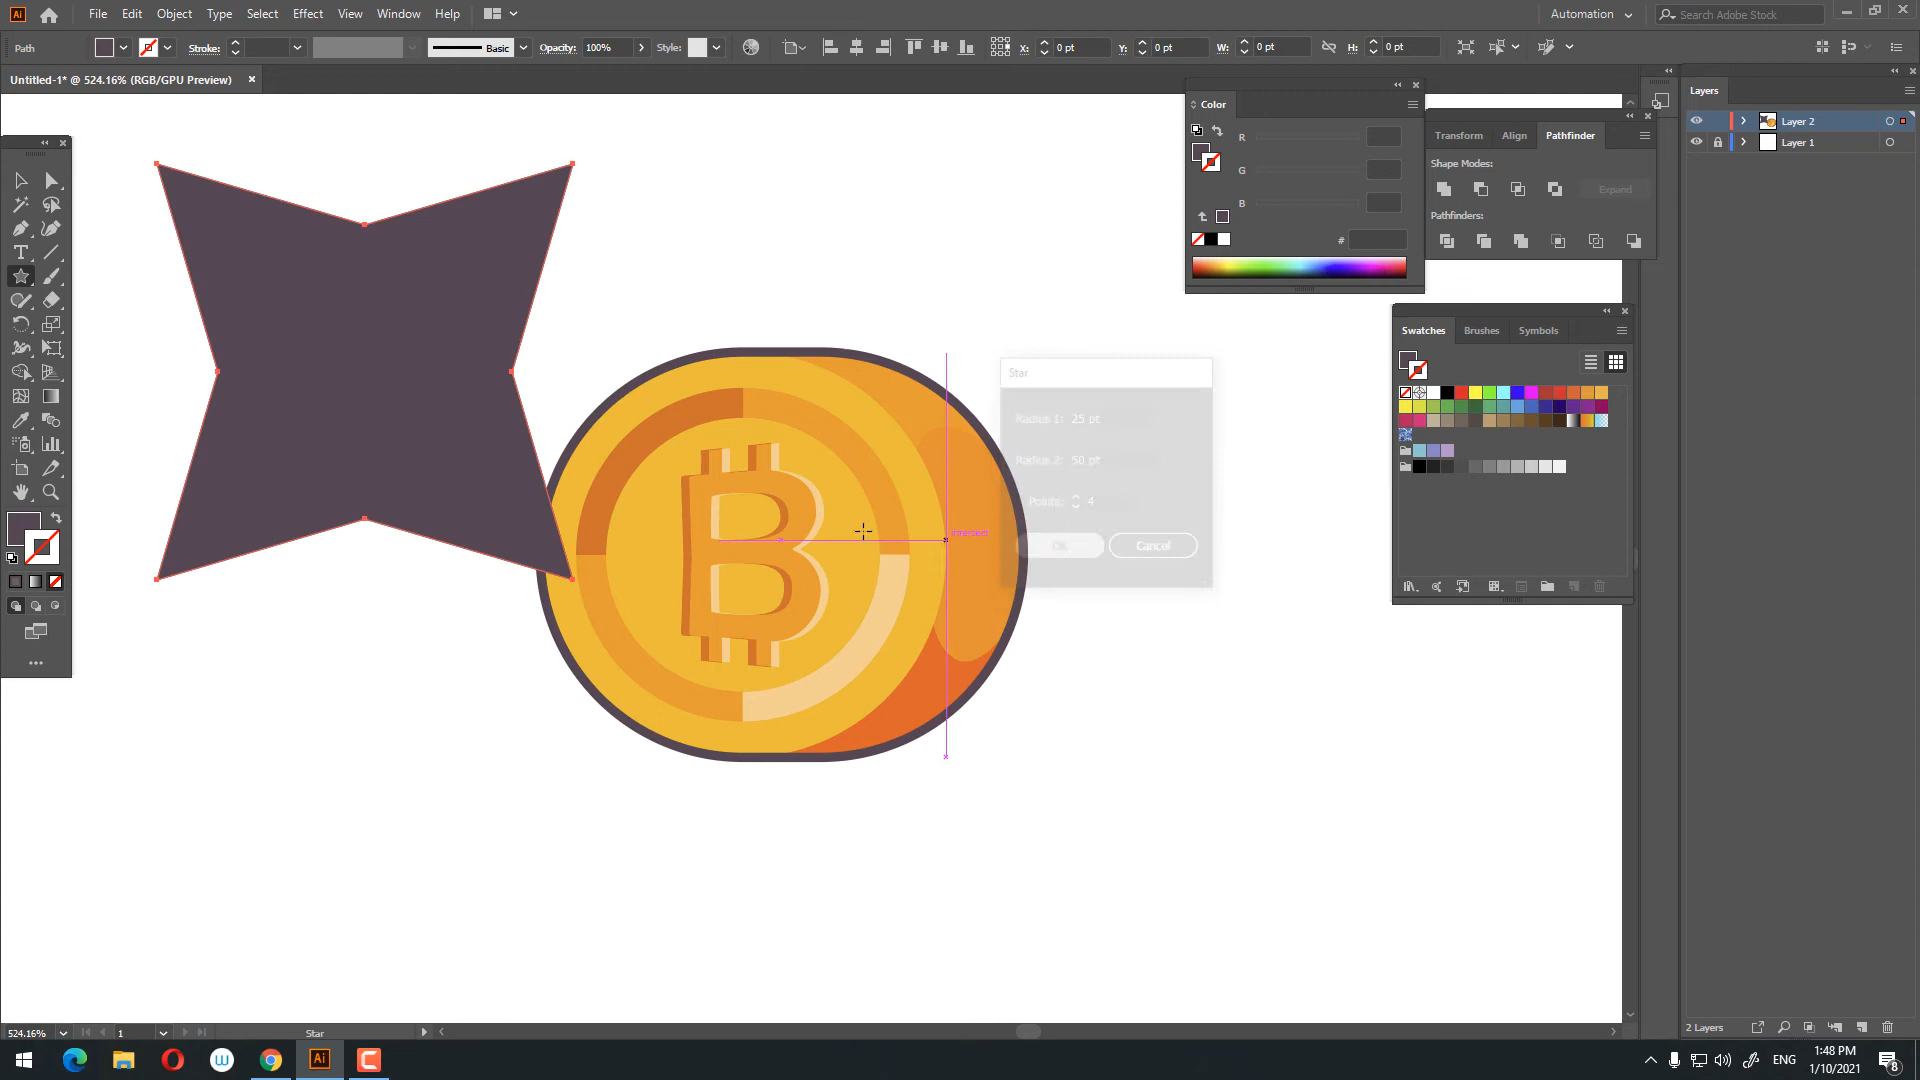 Ai File Edit Object Type Select Effect View Window Help Automation Search Adobe Stock
Path Stroke: Basic Opacity: 100% Style: X: 0 pt Y: 0 pt W: 0 pt H: 0 pt
Untitled-1* @ 524.16% (RGB/GPU Preview)
Layers
Layer 2
Layer 1
Color
R
G
B
#
Transform Align Pathfinder
Shape Modes:
Expand
Pathfinders:
Swatches Brushes Symbols
Star
Radius 1: 25 pt
Radius 2: 50 pt
Points: 4
OK Cancel
intersect
524.16% 1 Star
2 Layers
ENG
1:48 PM
1/10/2021
8